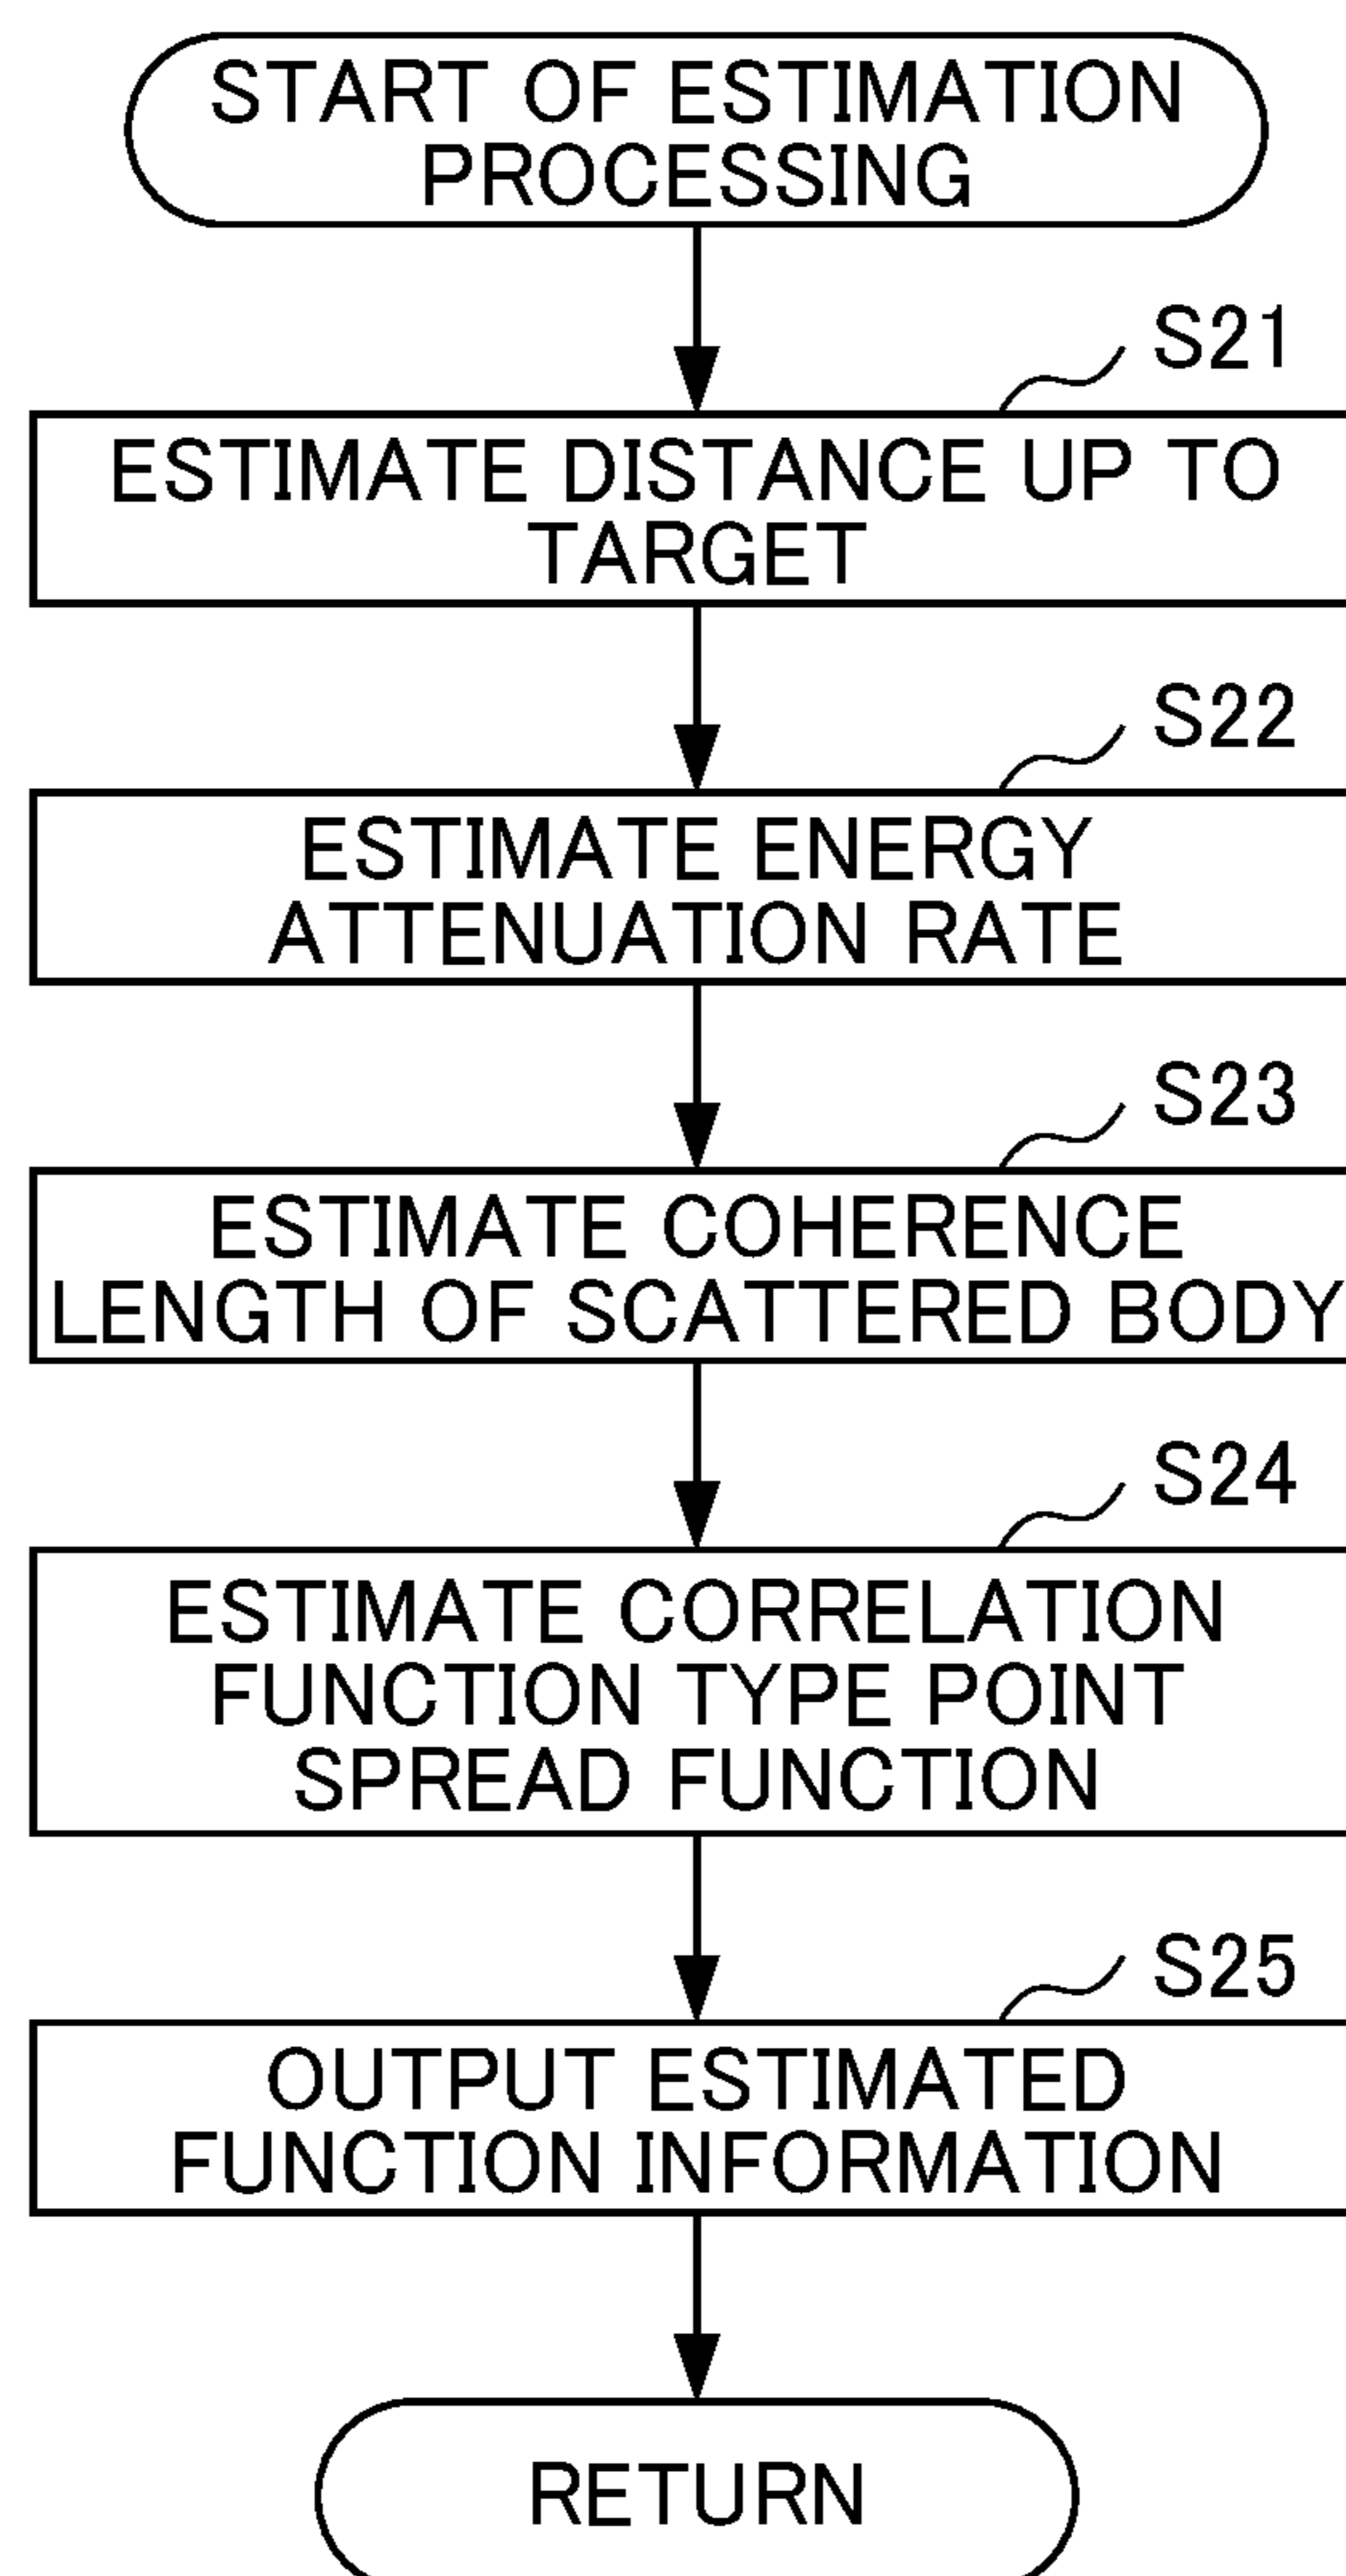 START OF ESTIMATION
PROCESSING
S21
ESTIMATE DISTANCE UP TO
TARGET
S22
ESTIMATE ENERGY
ATTENUATION RATE
S23
ESTIMATE COHERENCE
LENGTH OF SCATTERED BODY
S24
ESTIMATE CORRELATION
FUNCTION TYPE POINT
SPREAD FUNCTION
S25
OUTPUT ESTIMATED
FUNCTION INFORMATION
RETURN